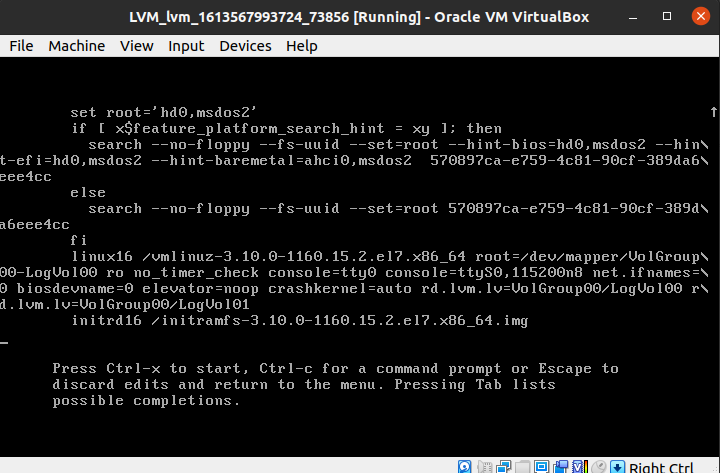 LVM_lvm_1613567993724_73856 [Running] - Oracle VM VirtualBox
File Machine View Input Devices Help
set root='hd0,msdos2'
if [ x$feature_platform_search_hint = xy ]; then
search --no-floppy --fs-uuid --set=root --hint-bios=hd0,msdos2 --hin\
t-efi=hd0,msdos2 --hint-baremetal=ahci0,msdos2  570897ca-e759-4c81-90cf-389da6\
eee4cc
else
search --no-floppy --fs-uuid --set=root 570897ca-e759-4c81-90cf-389d\
a6eee4cc
fi
linux16 /vmlinuz-3.10.0-1160.15.2.el7.x86_64 root=/dev/mapper/VolGroup\
00-LogVol00 ro no_timer_check console=tty0 console=ttyS0,115200n8 net.ifnames=\
0 biosdevname=0 elevator=noop crashkernel=auto rd.lvm.lv=VolGroup00/LogVol00 r\
d.lvm.lv=VolGroup00/LogVol01
initrd16 /initramfs-3.10.0-1160.15.2.el7.x86_64.img
Press Ctrl-x to start, Ctrl-c for a command prompt or Escape to
discard edits and return to the menu. Pressing Tab lists
possible completions.
Right Ctrl